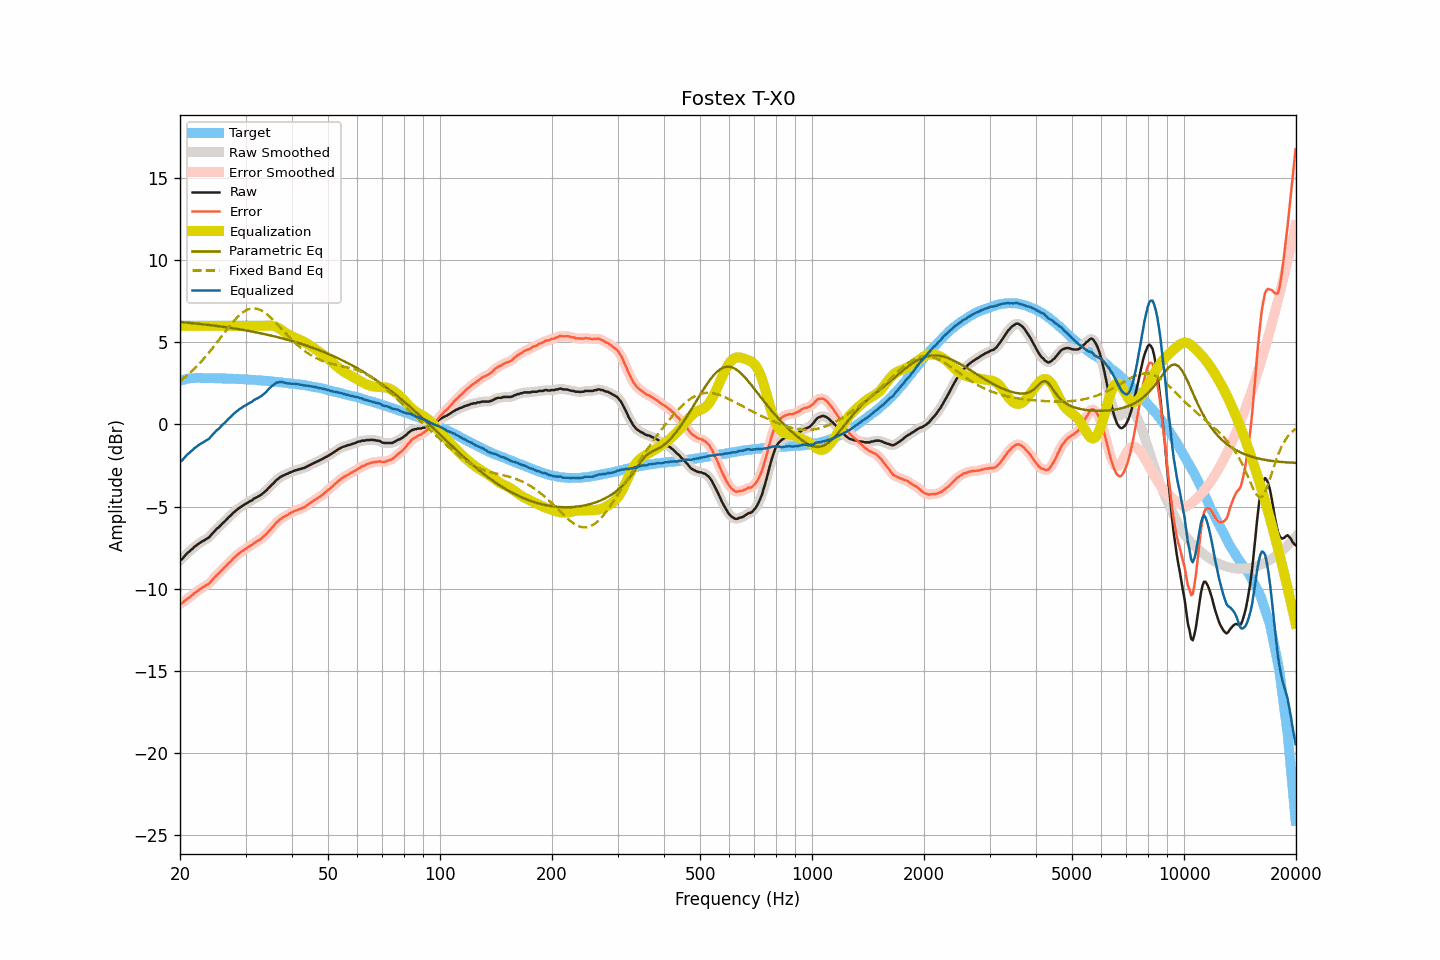 Fostex T-X0
Target
Raw Smoothed
Error Smoothed
Raw
Error
Equalization
Parametric Eq
Fixed Band Eq
Equalized
15
10
5
0
−5
−10
−15
−20
−25
Amplitude (dBr)
20 50 100 200 500 1000 2000 5000 10000 20000
Frequency (Hz)